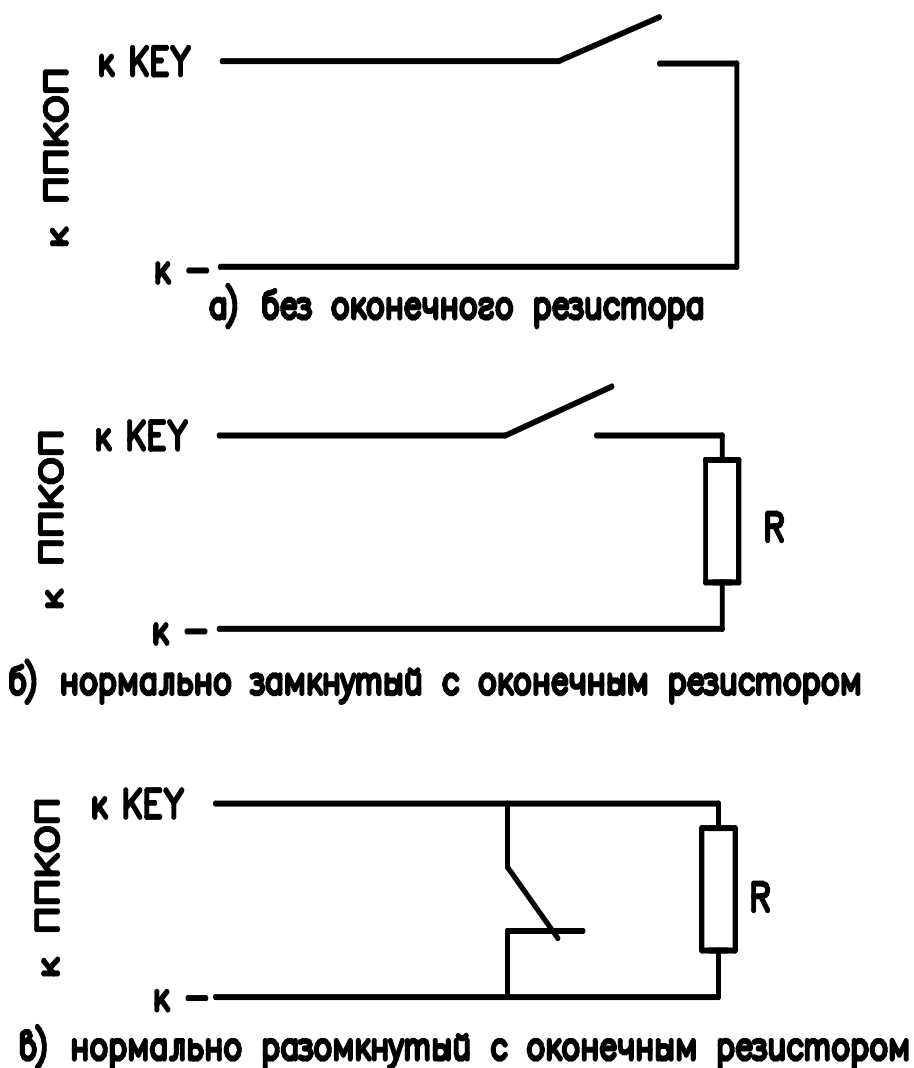 к KEY
к ППКОП
к –
а) без оконечного резистора
к KEY
к ППКОП
R
к –
б) нормально замкнутый с оконечным резистором
к KEY
к ППКОП
R
к –
в) нормально разомкнутый с оконечным резистором